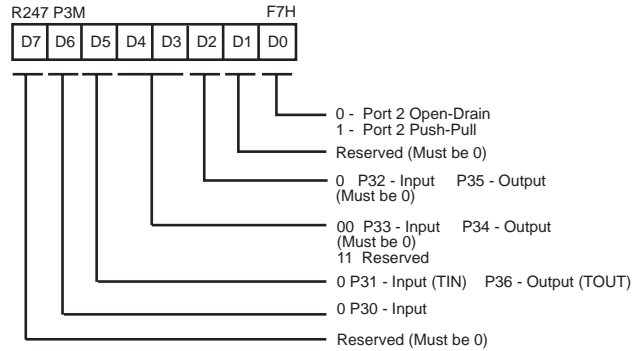 R247 P3M F7H
D7 D6 D5 D4 D3 D2 D1 D0
0 - Port 2 Open-Drain
1 - Port 2 Push-Pull
Reserved (Must be 0)
0 P32 - Input P35 - Output
(Must be 0)
00 P33 - Input P34 - Output
(Must be 0)
11 Reserved
0 P31 - Input (TIN) P36 - Output (TOUT)
0 P30 - Input
Reserved (Must be 0)